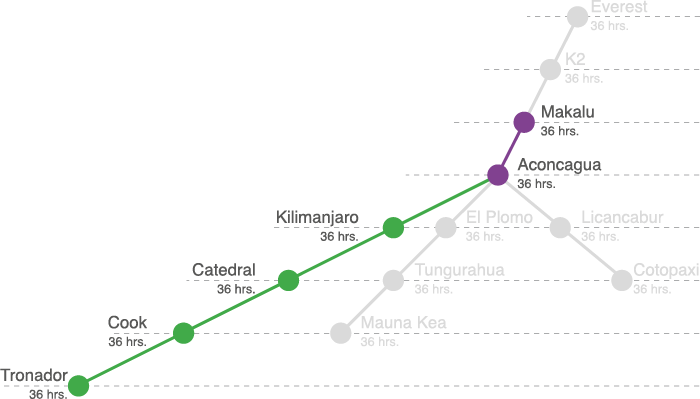 Everest
36 hrs.
K2
36 hrs.
Makalu
36 hrs.
Aconcagua
36 hrs.
Kilimanjaro
36 hrs.
El Plomo
36 hrs.
Licancabur
36 hrs.
Catedral
36 hrs.
Tungurahua
36 hrs.
Cotopaxi
36 hrs.
Cook
36 hrs.
Mauna Kea
36 hrs.
Tronador
36 hrs.